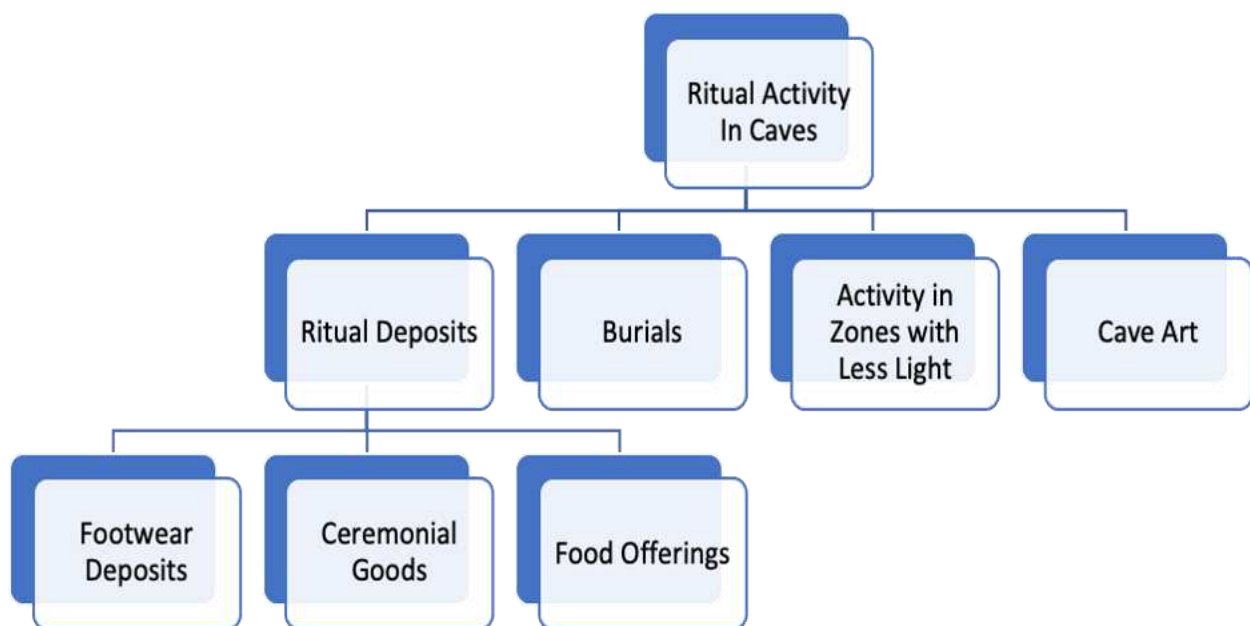 Ritual Activity
In Caves
Ritual Deposits
Burials
Activity in
Zones with
Less Light
Cave Art
Footwear
Deposits
Ceremonial
Goods
Food Offerings